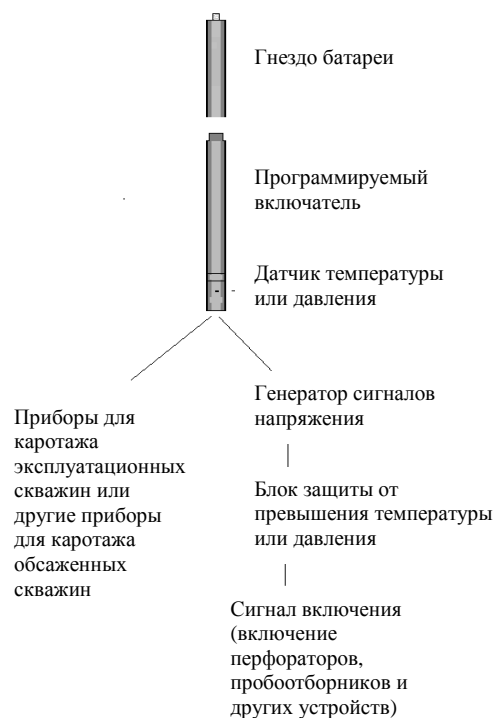 Гнездо батареи
Программируемый
включатель
Датчик температуры
или давления
Приборы для
каротажа
эксплуатационных
скважин или
другие приборы
для каротажа
обсаженных
скважин
Генератор сигналов
напряжения
Блок защиты от
превышения температуры
или давления
Сигнал включения
(включение
перфораторов,
пробоотборников и
других устройств)